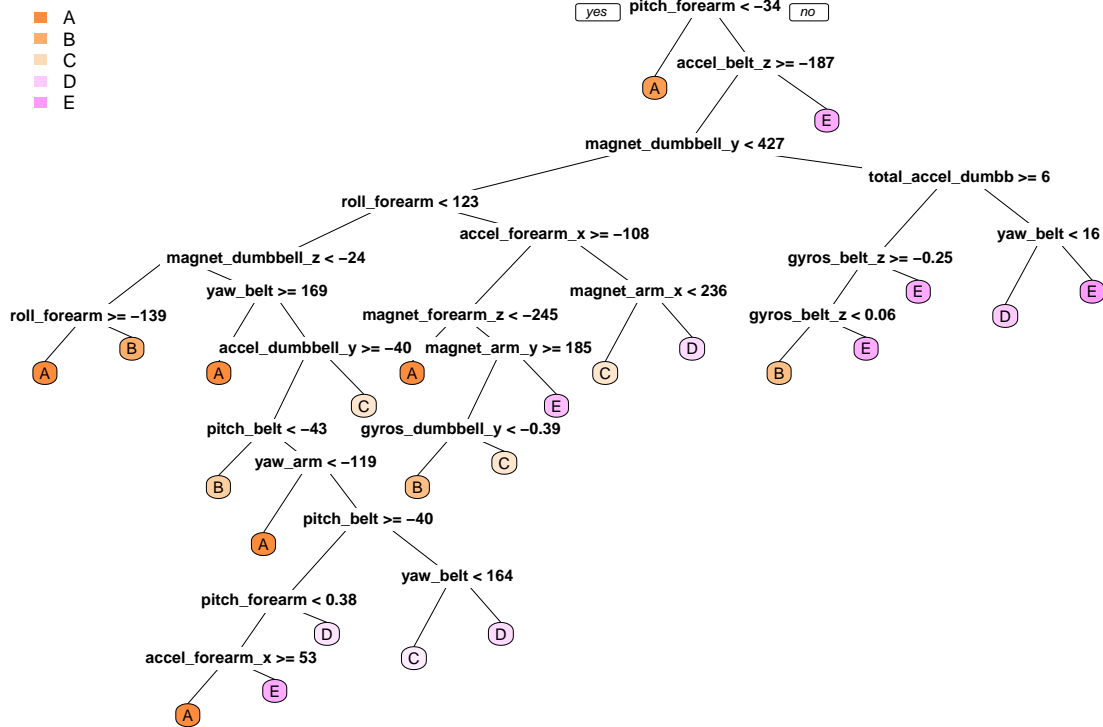 A
B
C
D
E
yes
pitch_forearm < −34
no
accel_belt_z >= −187
A
E
magnet_dumbbell_y < 427
total_accel_dumbb >= 6
roll_forearm < 123
accel_forearm_x >= −108
yaw_belt < 16
magnet_dumbbell_z < −24
gyros_belt_z >= −0.25
yaw_belt >= 169
magnet_arm_x < 236
E
E
roll_forearm >= −139
magnet_forearm_z < −245
gyros_belt_z < 0.06
D
B
accel_dumbbell_y >= −40
magnet_arm_y >= 185
D
E
A
A
A
C
B
C
E
pitch_belt < −43
gyros_dumbbell_y < −0.39
yaw_arm < −119
C
B
B
pitch_belt >= −40
A
yaw_belt < 164
pitch_forearm < 0.38
D
D
accel_forearm_x >= 53
C
E
A